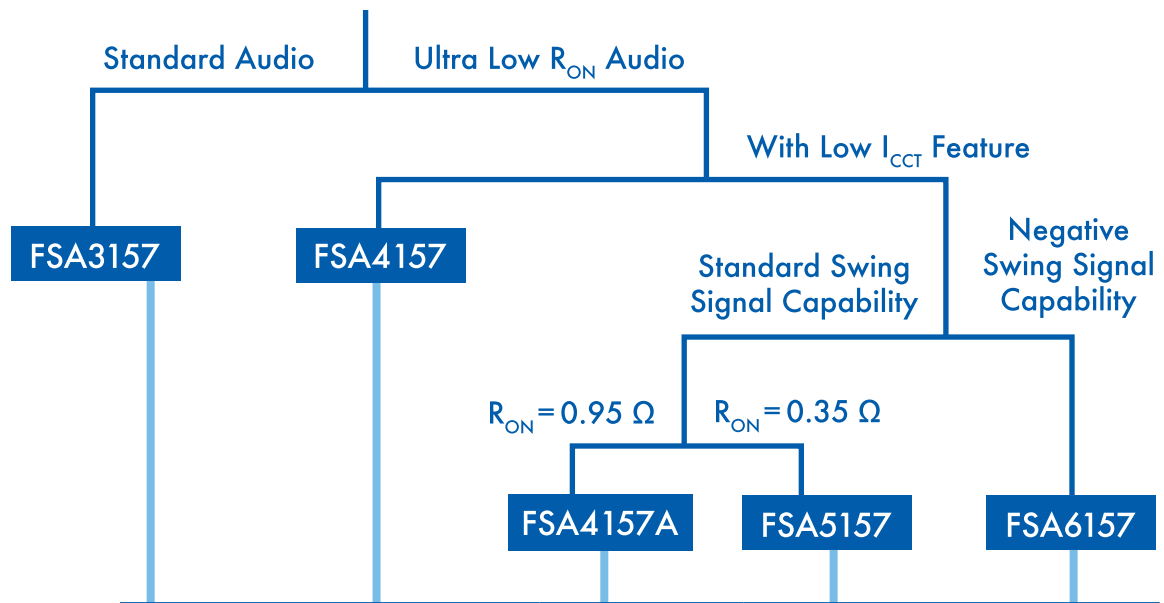 Standard Audio
Ultra Low RON Audio
With Low ICCT Feature
FSA3157
FSA4157
Standard Swing
Signal Capability
Negative
Swing Signal
Capability
RON = 0.95 Ω
RON = 0.35 Ω
FSA4157A
FSA5157
FSA6157